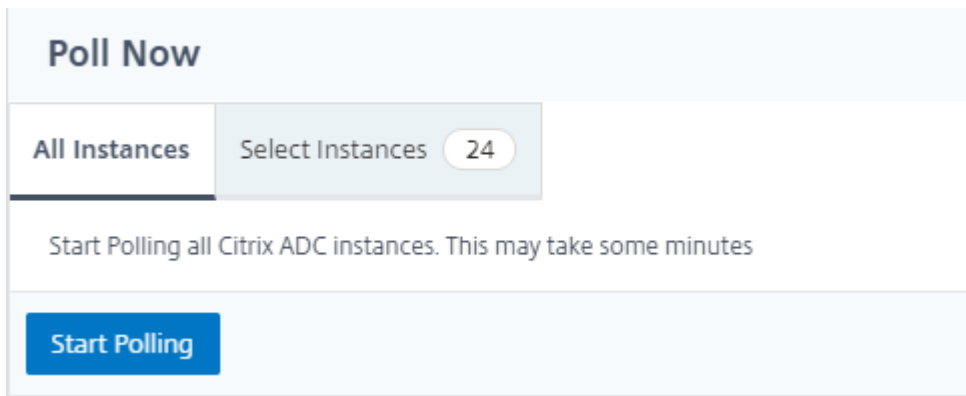 Poll Now
All Instances Select Instances 24
Start Polling all Citrix ADC instances. This may take some minutes
Start Polling